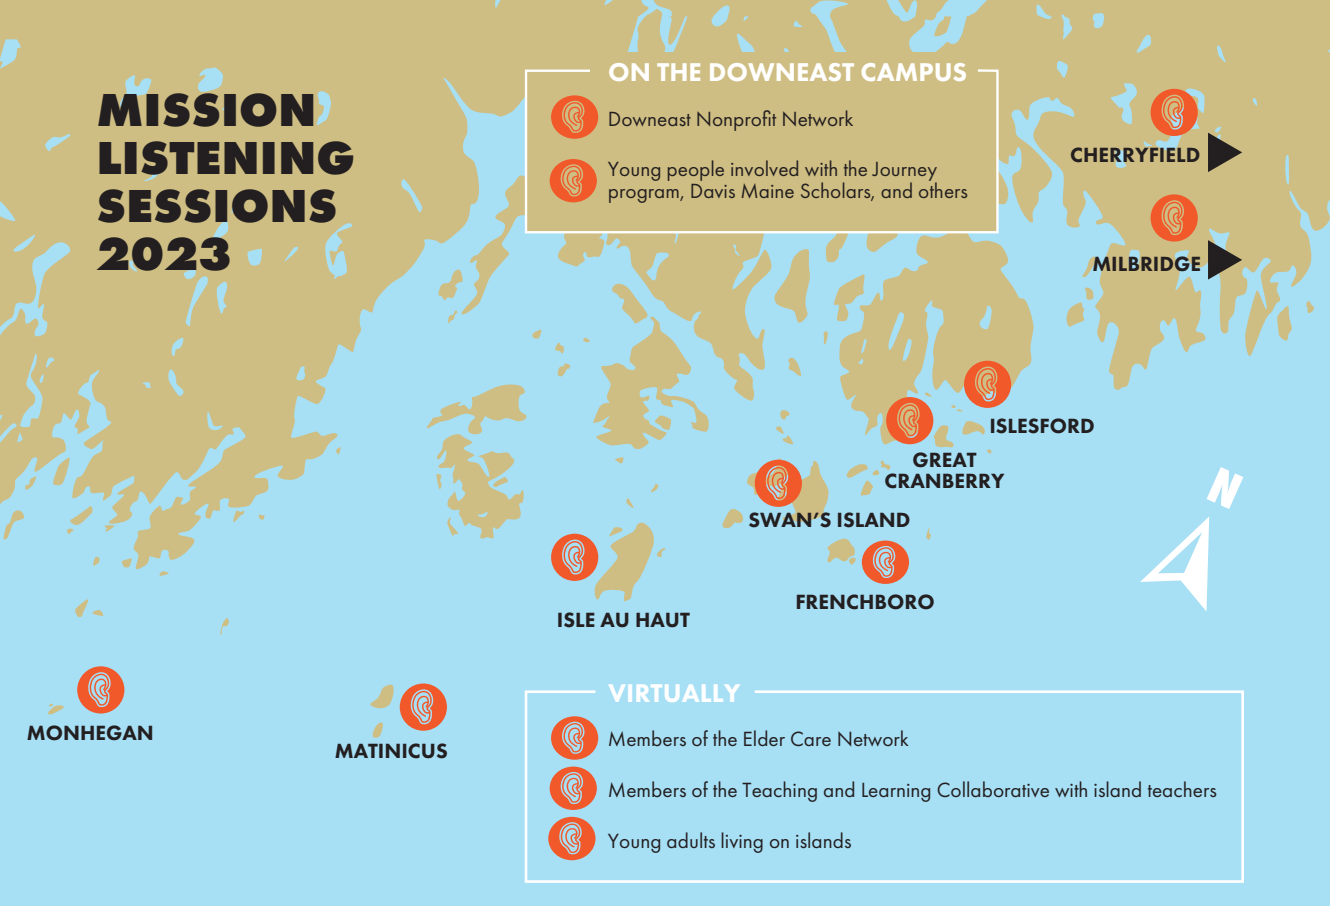 MISSION
LISTENING
SESSIONS
2023
ON THE DOWNEAST CAMPUS
Downeast Nonprofit Network
Young people involved with the Journey
program, Davis Maine Scholars, and others
CHERRYFIELD
MILBRIDGE
ISLESFORD
GREAT
CRANBERRY
N
SWAN'S ISLAND
FRENCHBORO
ISLE AU HAUT
MONHEGAN
MATINICUS
VIRTUALLY
Members of the Elder Care Network
Members of the Teaching and Learning Collaborative with island teachers
Young adults living on islands